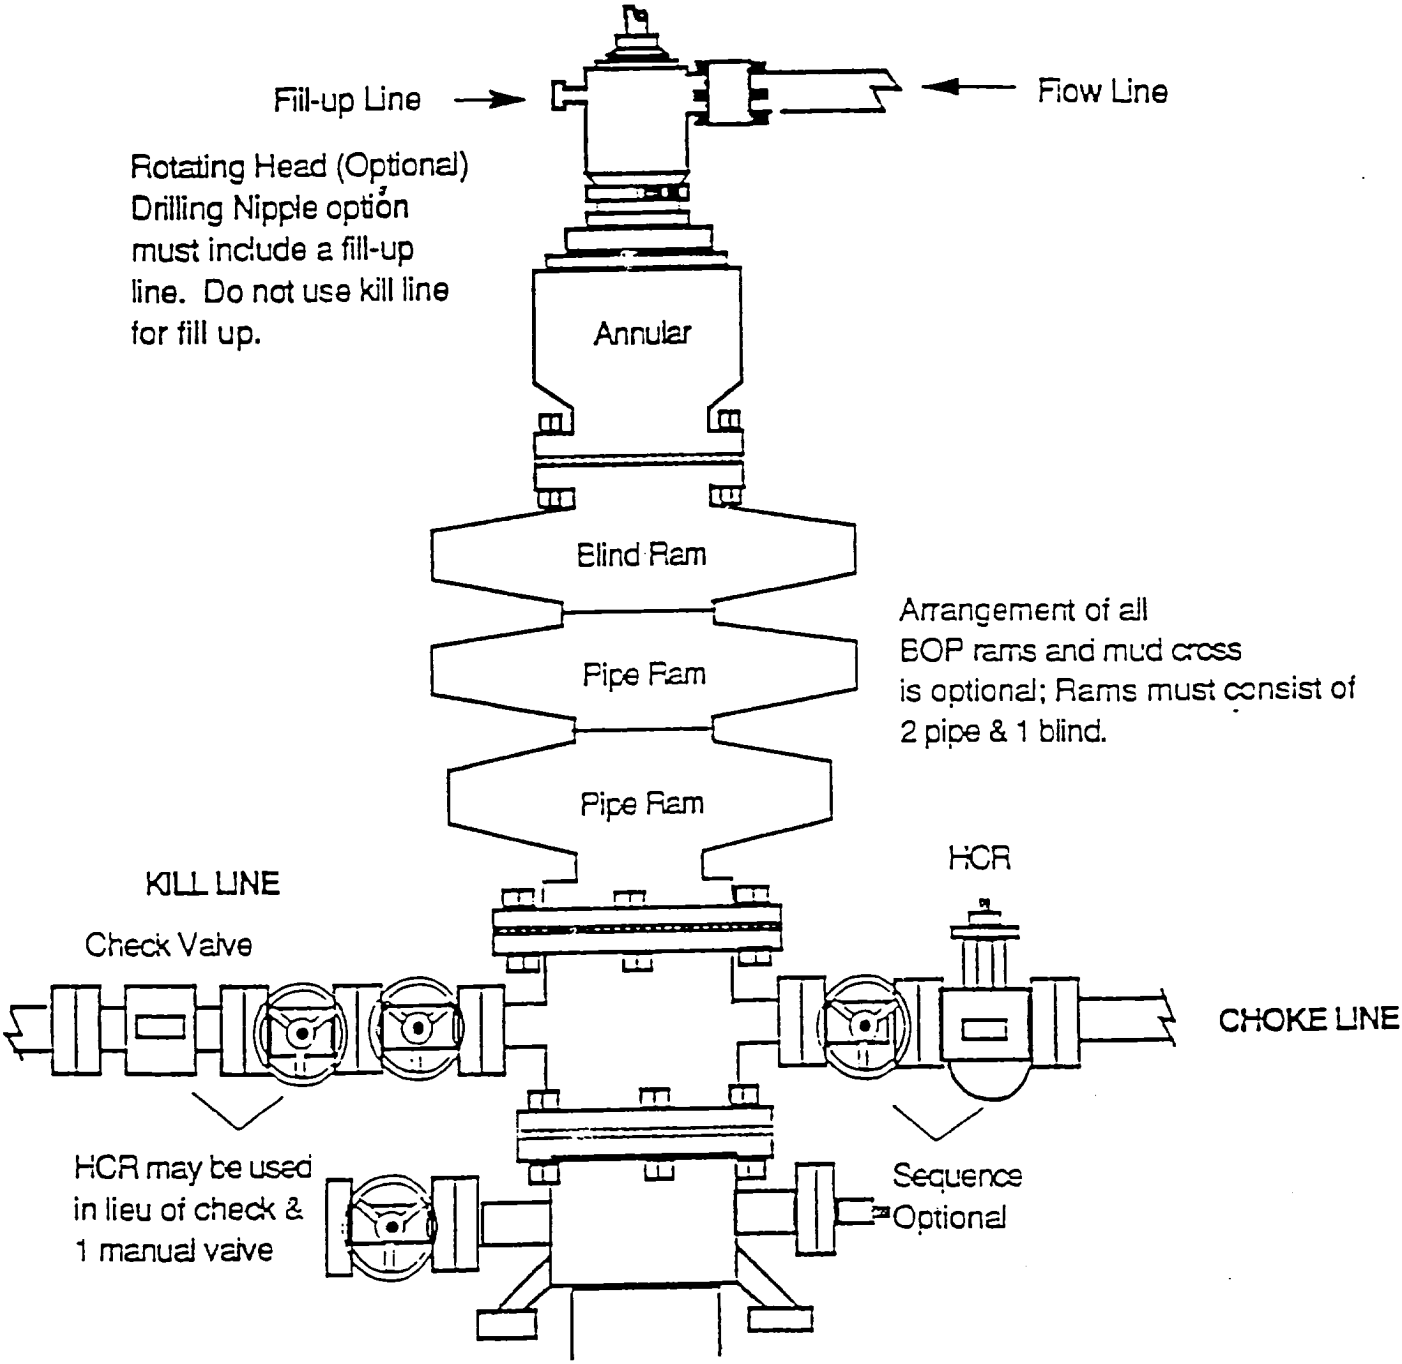 Fill-up Line
Flow Line
Rotating Head (Optional)
Drilling Nipple option
must include a fill-up
line. Do not use kill line
for fill up.
Annular
Blind Ram
Pipe Ram
Arrangement of all
BOP rams and mud cross
is optional; Rams must consist of
2 pipe & 1 blind.
Pipe Ram
HCR
KILL LINE
Check Valve
CHOKE LINE
HCR may be used
in lieu of check &
1 manual valve
Sequence
Optional